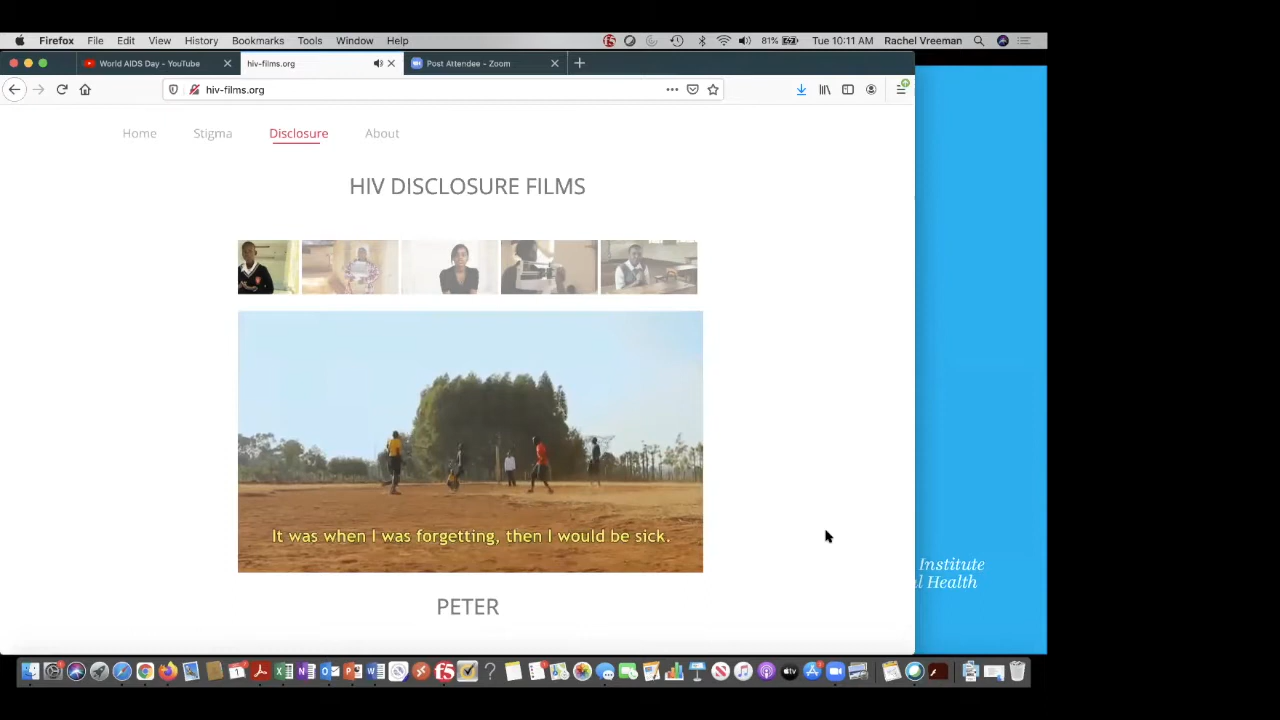 Firefox File Edit View History Bookmarks Tools Window Help 81% Tue 10:11 AM Rachel Vreeman
World AIDS Day - YouTube hiv-films.org Post Attendee - Zoom
hiv-films.org
Home Stigma Disclosure About
HIV DISCLOSURE FILMS
It was when I was forgetting, then I would be sick.
PETER
Institute
l Health